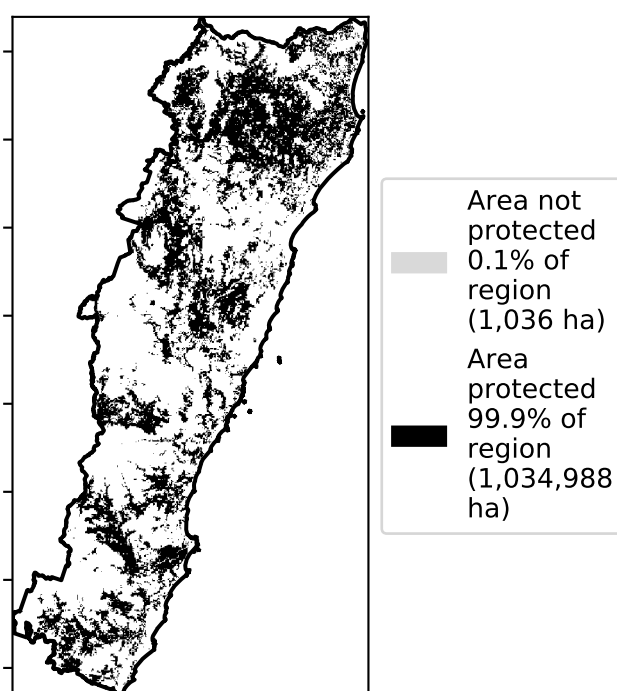 Area not
protected
0.1% of
region
(1,036 ha)
Area
protected
99.9% of
region
(1,034,988
ha)